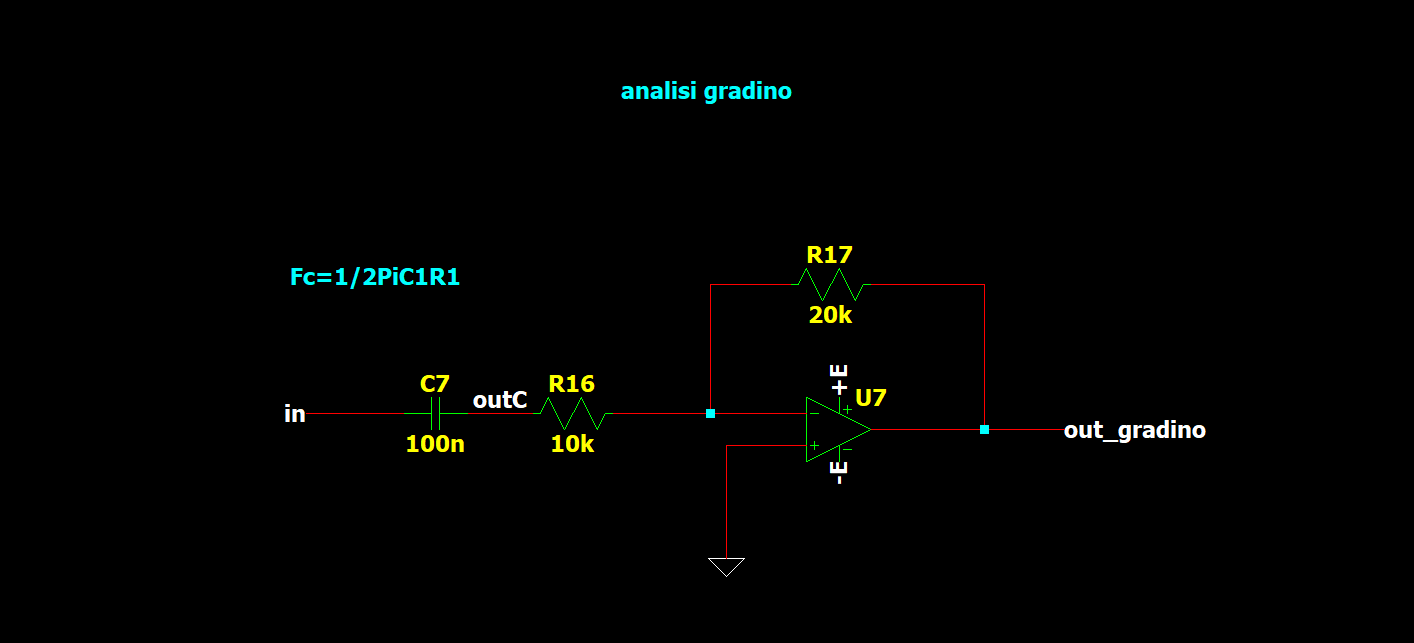 analisi gradino
R17
Fc=1/2PiC1R1
20k
C7
outC
R16
+E
U7
in
100n
10k
out_gradino
-E